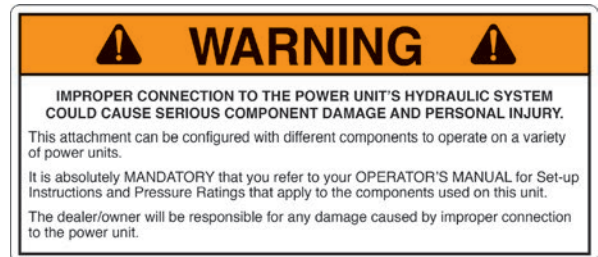 WARNING
IMPROPER CONNECTION TO THE POWER UNIT'S HYDRAULIC SYSTEM
COULD CAUSE SERIOUS COMPONENT DAMAGE AND PERSONAL INJURY.
This attachment can be configured with different components to operate on a variety
of power units.
It is absolutely MANDATORY that you refer to your OPERATOR'S MANUAL for Set-up
Instructions and Pressure Ratings that apply to the components used on this unit.
The dealer/owner will be responsible for any damage caused by improper connection
to the power unit.